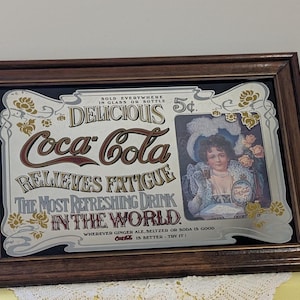 SOLD EVERYWHERE
IN GLASS OR BOTTLE
DELICIOUS 5¢.
Coca-Cola
RELIEVES FATIGUE
THE MOST REFRESHING DRINK
IN THE WORLD.
WHEREVER GINGER ALE, SELTZER OR SODA IS GOOD
Coca-Cola IS BETTER - TRY IT!